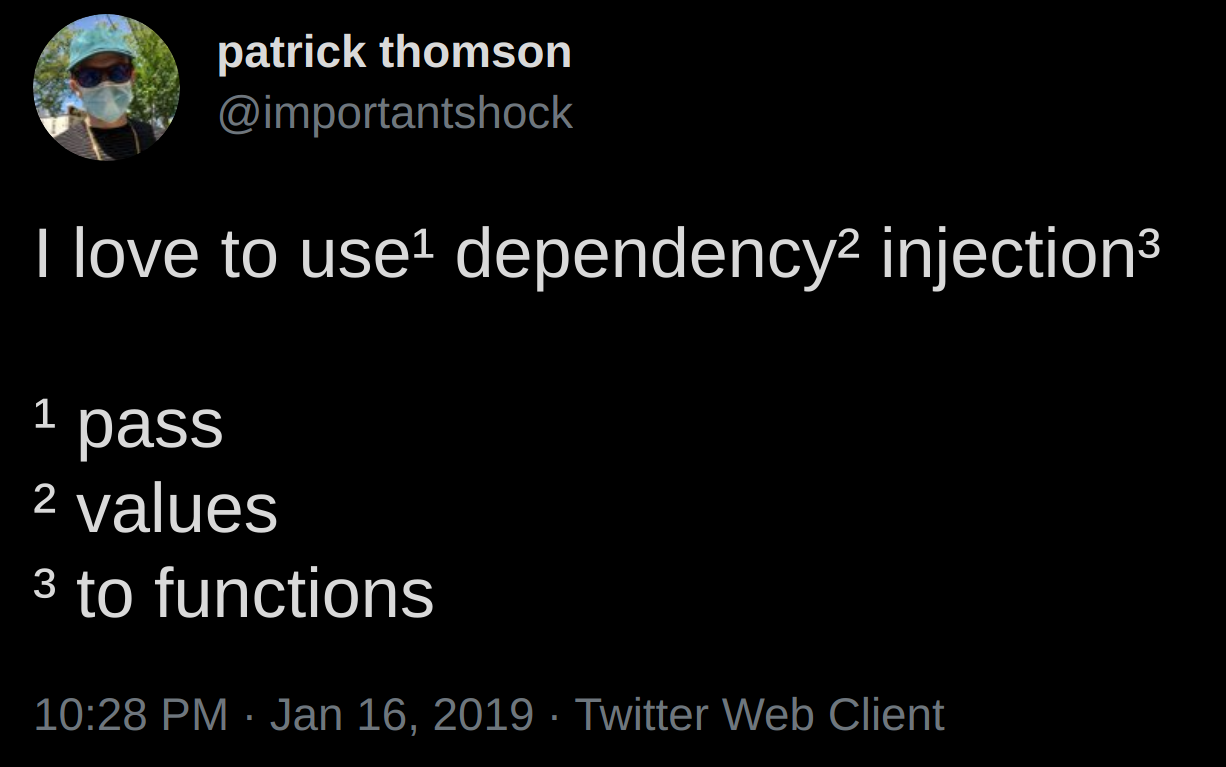 patrick thomson
@importantshock
I love to use¹ dependency² injection³
¹ pass
² values
³ to functions
10:28 PM · Jan 16, 2019 · Twitter Web Client